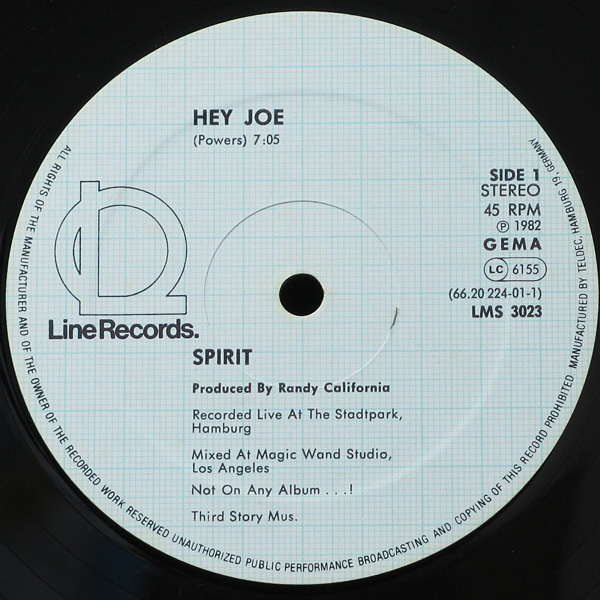 HEY JOE
(Powers) 7:05
SIDE 1
STEREO
45 RPM
℗ 1982
GEMA
LC 6155
(66.20 224-01-1)
LMS 3023
LineRecords.
SPIRIT
Produced By Randy California
Recorded Live At The Stadtpark,
Hamburg
Mixed At Magic Wand Studio,
Los Angeles
Not On Any Album . . .!
Third Story Mus.
ALL RIGHTS OF THE MANUFACTURER AND OF THE OWNER OF THE RECORDED WORK RESERVED UNAUTHORIZED PUBLIC PERFORMANCE BROADCASTING AND COPYING OF THIS RECORD PROHIBITED. MANUFACTURED BY TELDEC, HAMBURG 19, GERMANY